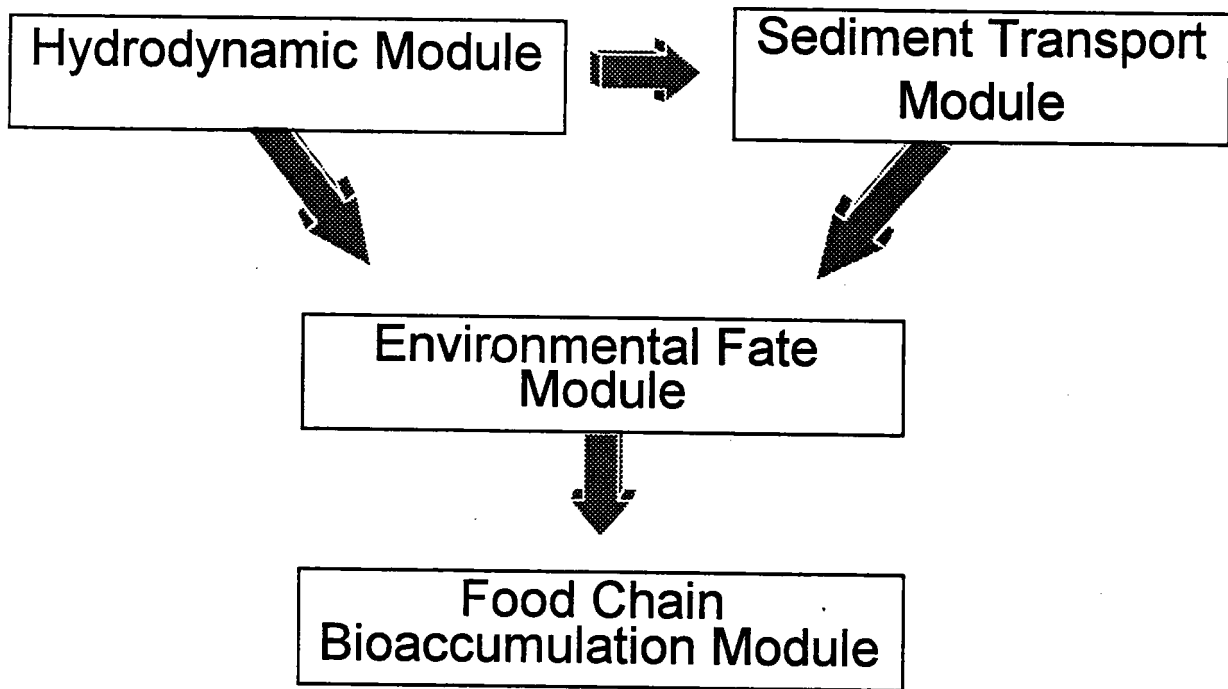 Hydrodynamic Module
Sediment Transport
Module
Environmental Fate
Module
Food Chain
Bioaccumulation Module